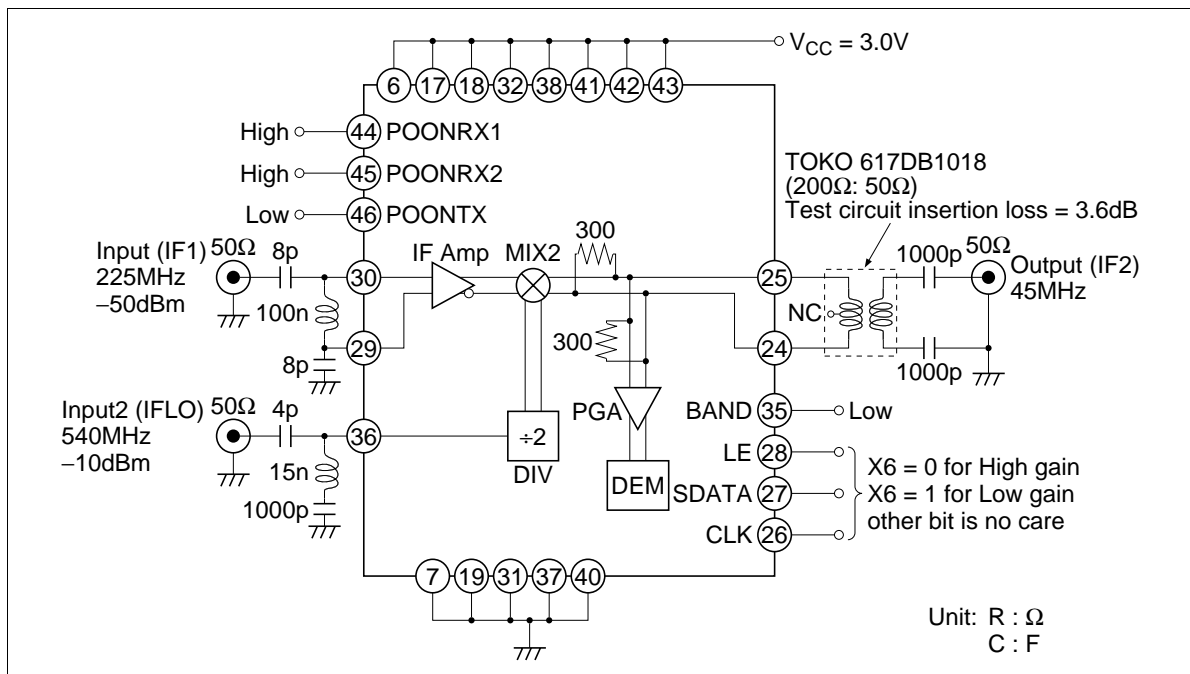 V_CC = 3.0V
6 17 18 32 38 41 42 43
High 44 POONRX1
High 45 POONRX2
Low 46 POONTX
TOKO 617DB1018
(200Ω: 50Ω)
Test circuit insertion loss = 3.6dB
Input (IF1)
225MHz
–50dBm
50Ω
8p
100n
8p
30
29
IF Amp
MIX2
300
300
25
24
NC
1000p
1000p
50Ω
Output (IF2)
45MHz
Input2 (IFLO)
540MHz
–10dBm
50Ω
4p
15n
1000p
36
÷2
DIV
PGA
DEM
BAND 35 Low
LE 28
SDATA 27
CLK 26
X6 = 0 for High gain
X6 = 1 for Low gain
other bit is no care
7 19 31 37 40
Unit: R : Ω
C : F